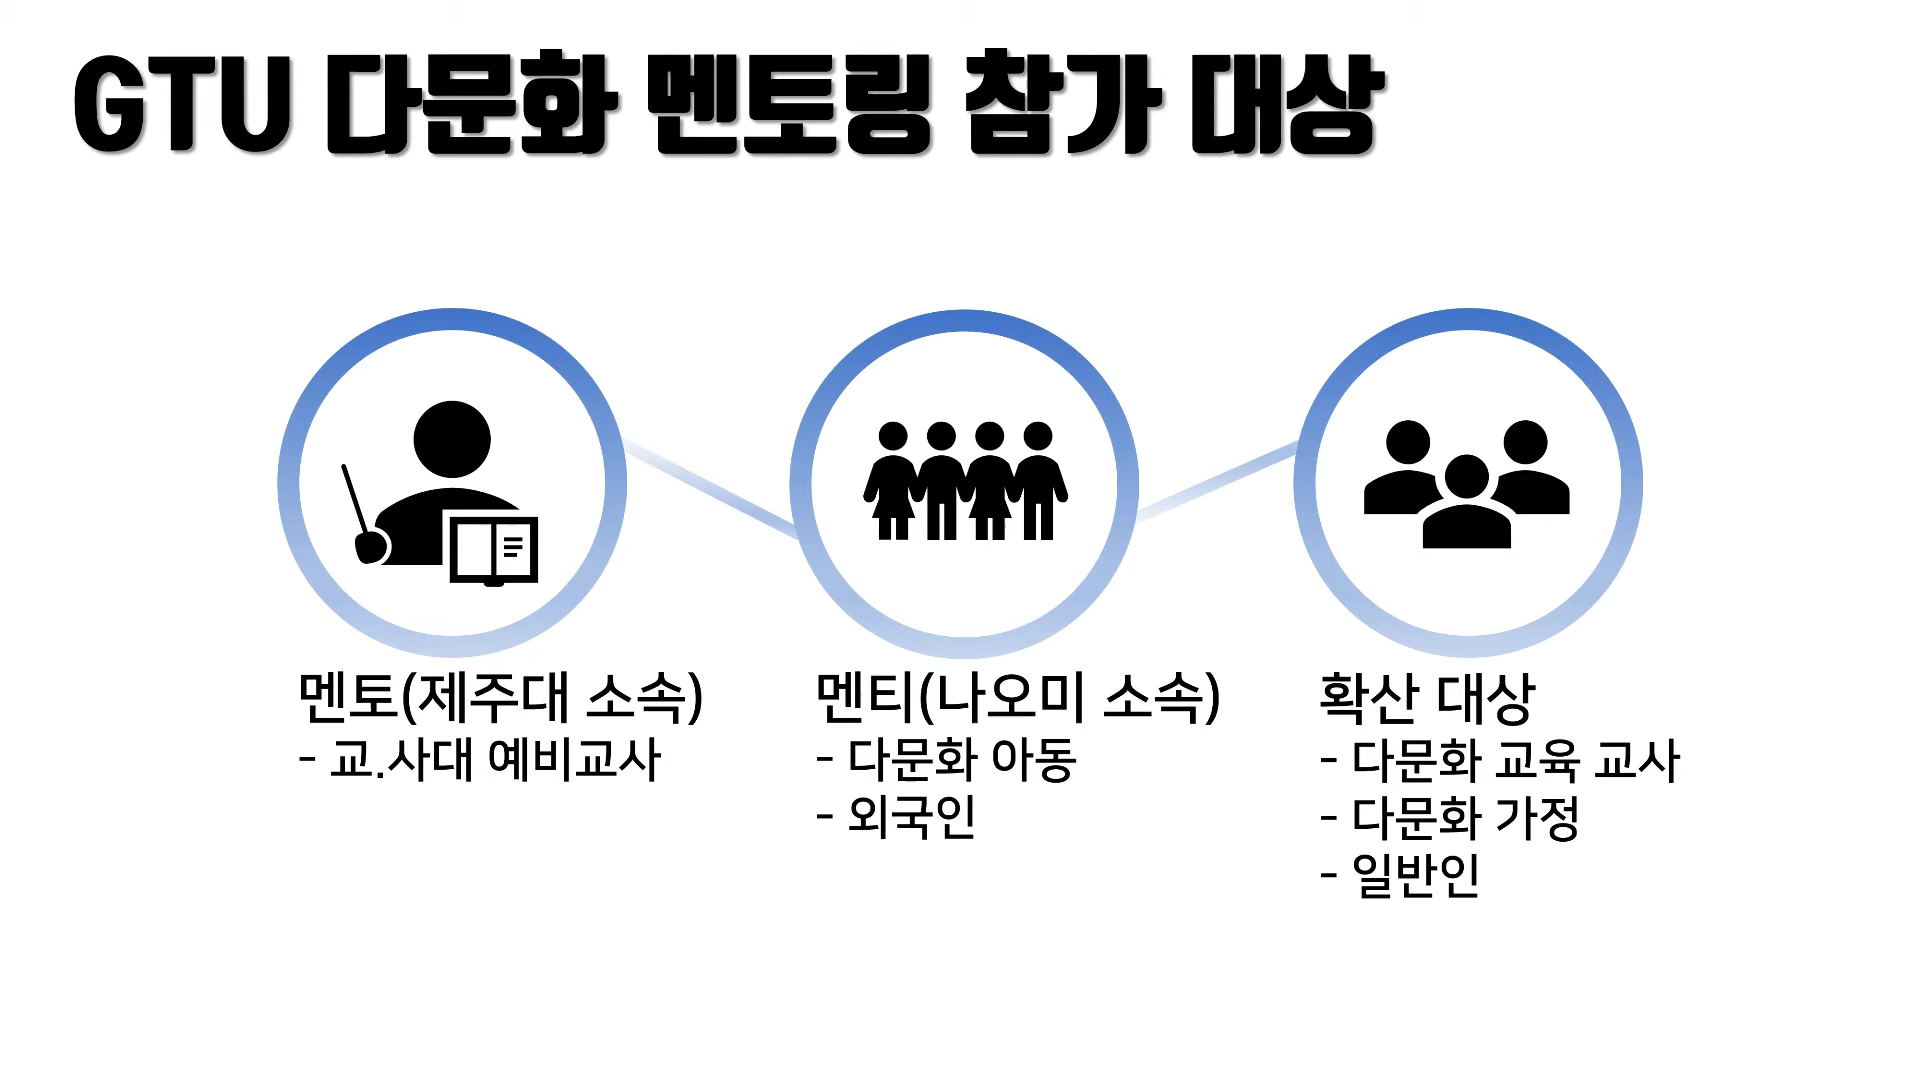 GTU 다문화 멘토링 참가 대상
멘토(제주대 소속)
- 교.사대 예비교사
멘티(나오미 소속)
- 다문화 아동
- 외국인
확산 대상
- 다문화 교육 교사
- 다문화 가정
- 일반인